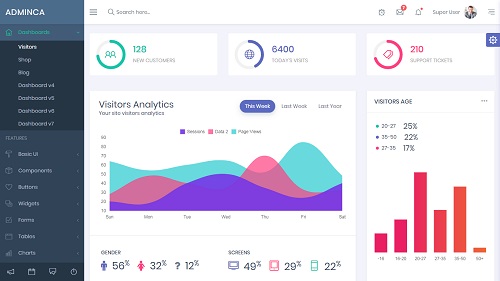 ADMINCA
Search here...
Super User
Dashboards
Visitors
Shop
Blog
Dashboard v4
Dashboard v5
Dashboard v6
Dashboard v7
FEATURES
Basic UI
Components
Buttons
Widgets
Forms
Tables
Charts
128
NEW CUSTOMERS
6400
TODAY'S VISITS
210
SUPPORT TICKETS
Visitors Analytics
Your site visitors analytics
This Week
Last Week
Last Year
Sessions Data 2 Page Views
90
80
70
60
50
40
30
20
10
Sun Mon Tue Wed Thu Fri Sat
GENDER
56%
32%
? 12%
SCREENS
49%
29%
22%
VISITORS AGE
20-27 25%
35-50 22%
27-35 17%
-16 16-20 20-27 27-35 35-50 50+